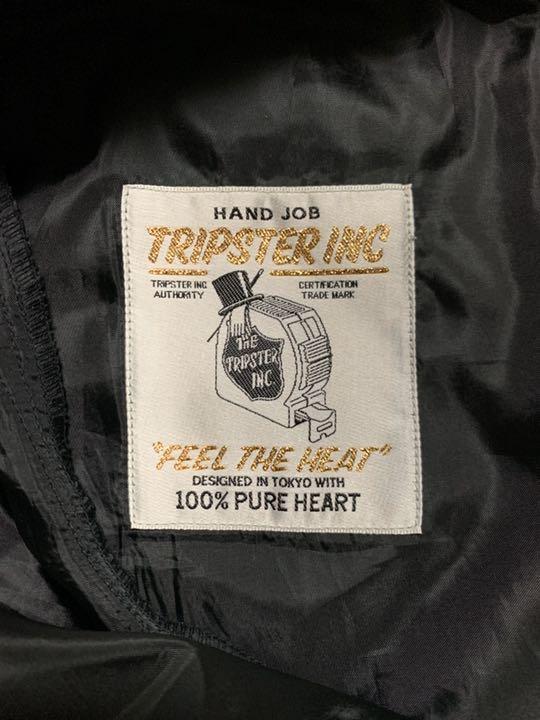 HAND JOB
TRIPSTER INC
TRIPSTER INC AUTHORITY
CERTIFICATION TRADE MARK
THE
TRIPSTER
INC
"FEEL THE HEAT"
DESIGNED IN TOKYO WITH
100% PURE HEART